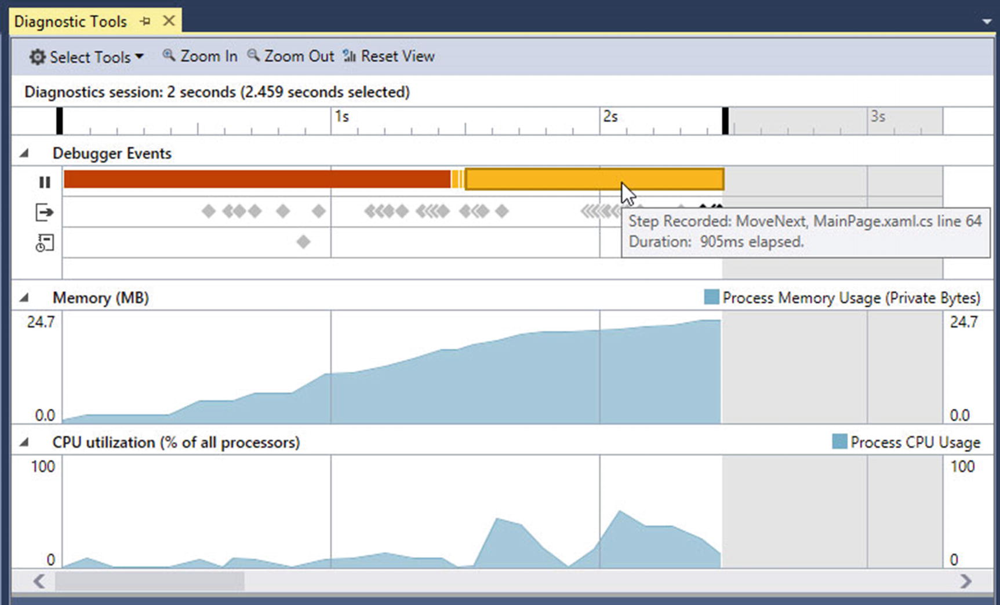 Diagnostic Tools
Select Tools Zoom In Zoom Out Reset View
Diagnostics session: 2 seconds (2.459 seconds selected)
1s 2s 3s
Debugger Events
Step Recorded: MoveNext, MainPage.xaml.cs line 64
Duration: 905ms elapsed.
Memory (MB) Process Memory Usage (Private Bytes)
24.7 24.7
0.0 0.0
CPU utilization (% of all processors) Process CPU Usage
100 100
0 0